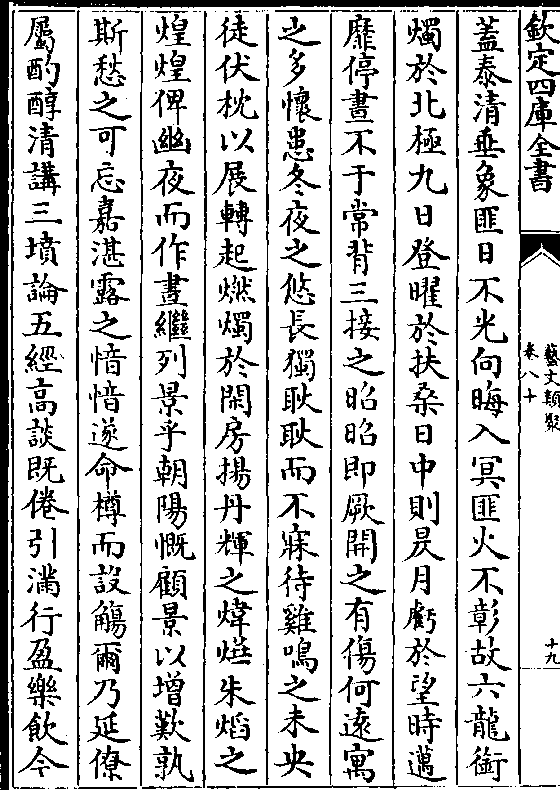 欽定四庫全書
藝文類聚
卷八十
十九
蓋泰清垂象匪日不光向晦入冥匪火不彰故六龍銜
燭於北極九日登曜於扶桑日中則昃月虧於望時邁
靡停晝不于常背三接之昭昭即厥開之有傷何遠寓
之多懷患冬夜之悠長獨耿耿而不寐待雞鳴之未央
徒伏枕以展轉起燃燭於閑房揚丹輝之煒煒朱焰之
煌煌俾幽夜而作晝繼列景乎朝陽慨顧景以增歎孰
斯愁之可忘嘉湛露之愔愔遂命樽而設觴爾乃延僚
屬酌醇清講三墳論五經高談既倦引滿行盈樂飲今